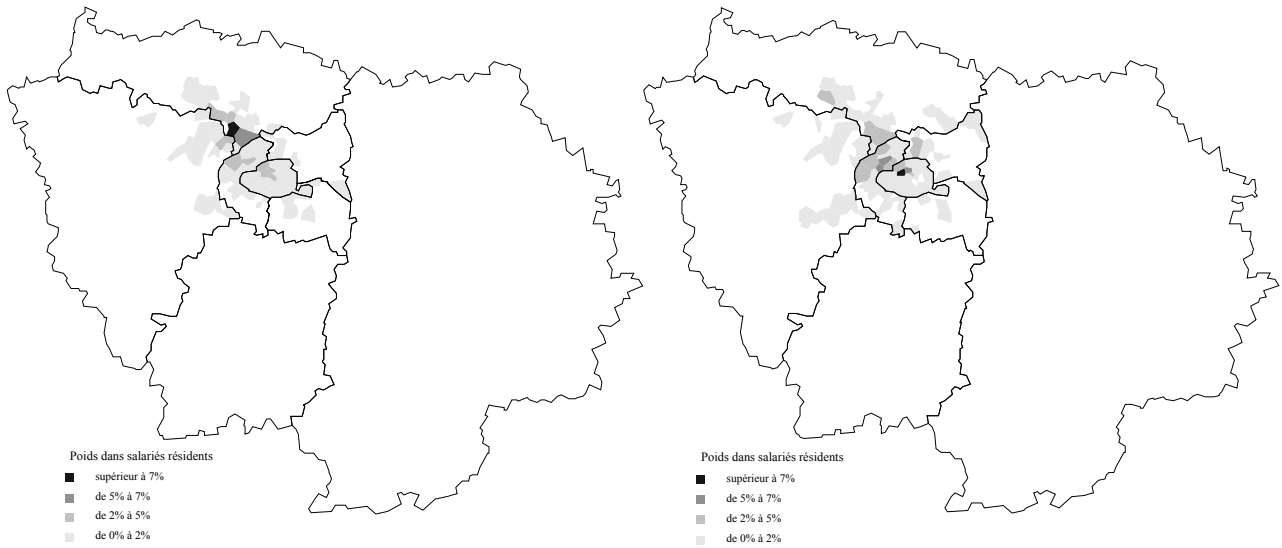 Poids dans salariés résidents
supérieur à 7%
de 5% à 7%
de 2% à 5%
de 0% à 2%
Poids dans salariés résidents
supérieur à 7%
de 5% à 7%
de 2% à 5%
de 0% à 2%